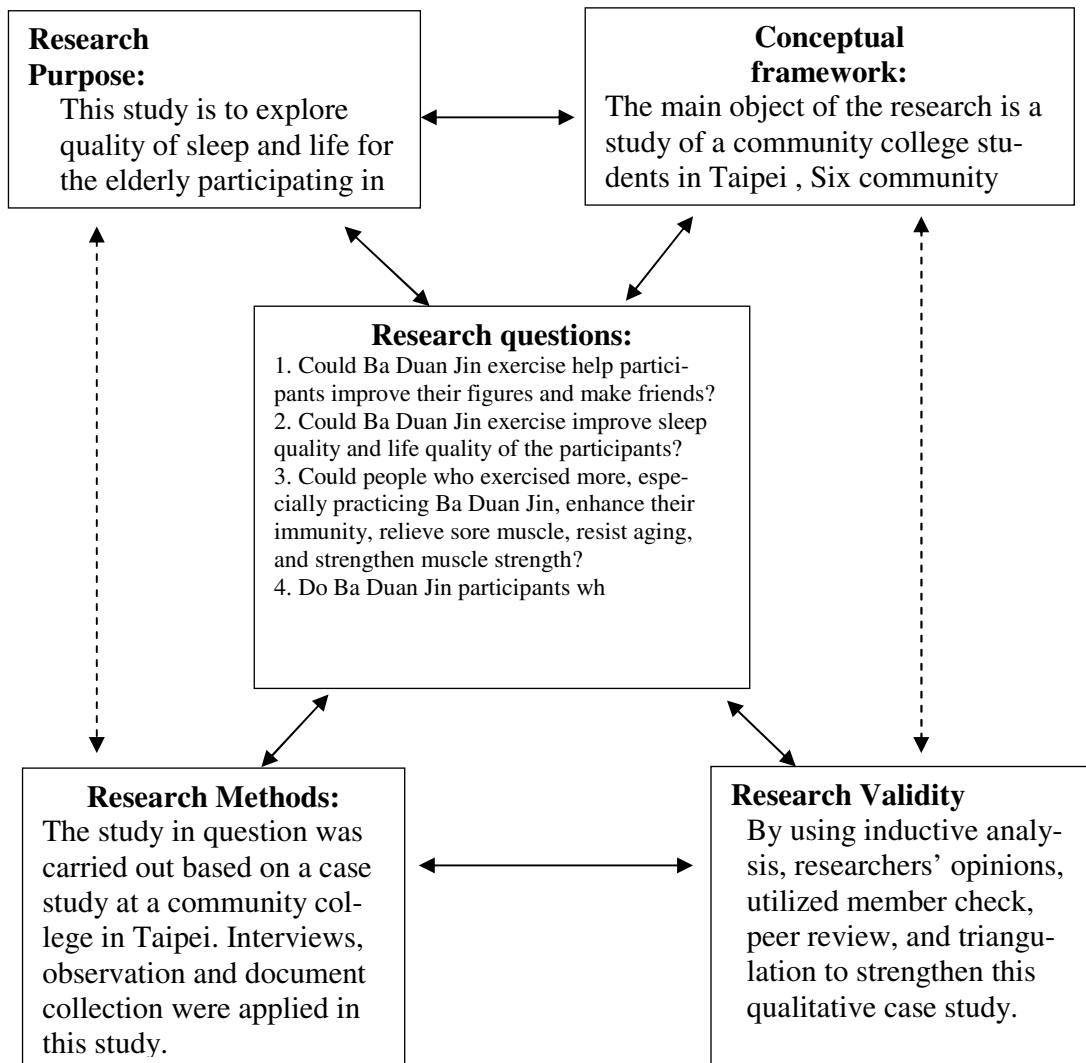 Research
Purpose:
This study is to explore
quality of sleep and life for
the elderly participating in
Conceptual
framework:
The main object of the research is a
study of a community college stu-
dents in Taipei , Six community
Research questions:
1. Could Ba Duan Jin exercise help partici-
pants improve their figures and make friends?
2. Could Ba Duan Jin exercise improve sleep
quality and life quality of the participants?
3. Could people who exercised more, espe-
cially practicing Ba Duan Jin, enhance their
immunity, relieve sore muscle, resist aging,
and strengthen muscle strength?
4. Do Ba Duan Jin participants wh
Research Methods:
The study in question was
carried out based on a case
study at a community col-
lege in Taipei. Interviews,
observation and document
collection were applied in
this study.
Research Validity
By using inductive analy-
sis, researchers’ opinions,
utilized member check,
peer review, and triangu-
lation to strengthen this
qualitative case study.